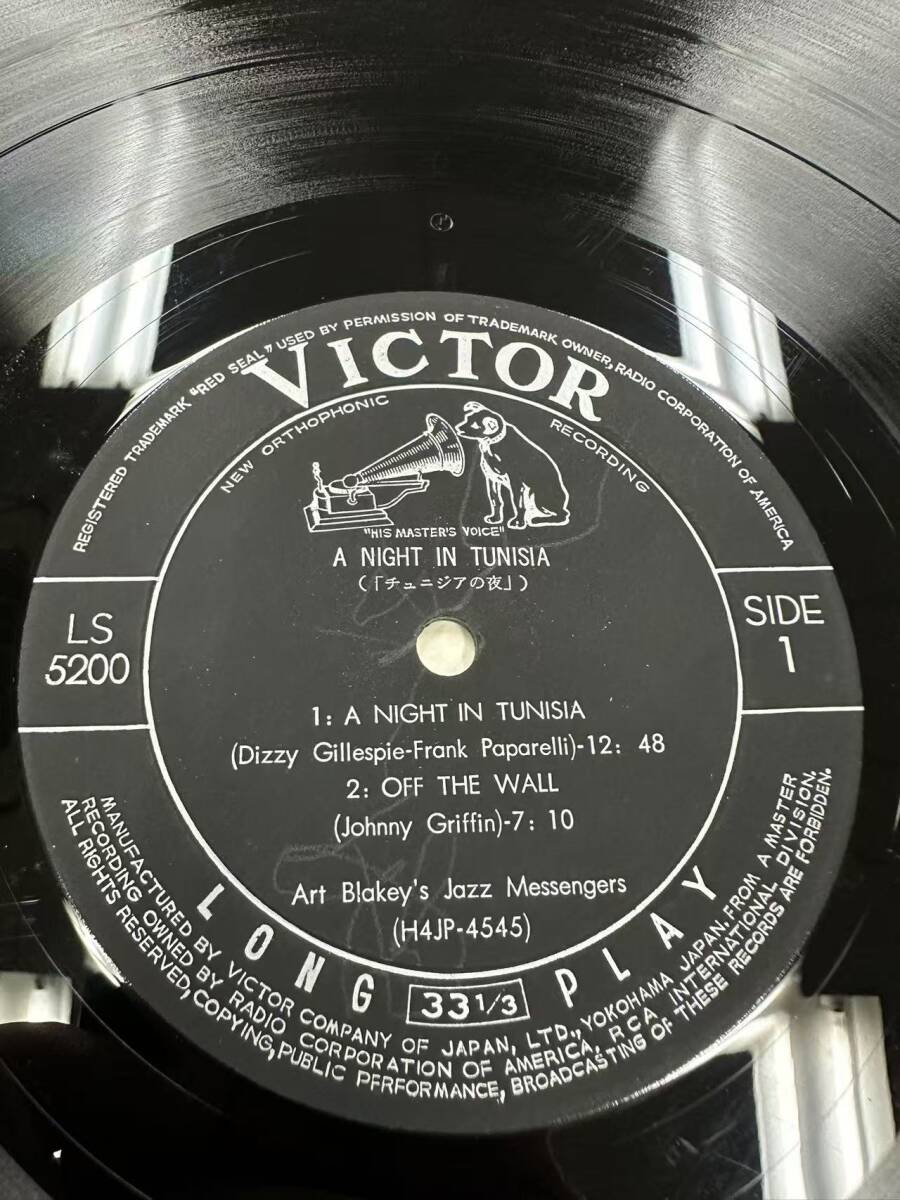 REGISTERED TRADEMARK "RED SEAL" USED BY PERMISSION OF TRADEMARK OWNER, RADIO CORPORATION OF AMERICA
VICTOR
NEW ORTHOPHONIC RECORDING
"HIS MASTER'S VOICE"
A NIGHT IN TUNISIA
(「チュニジアの夜」)
LS
5200
SIDE
1
1: A NIGHT IN TUNISIA
(Dizzy Gillespie-Frank Paparelli)-12: 48
2: OFF THE WALL
(Johnny Griffin)-7: 10
Art Blakey's Jazz Messengers
(H4JP-4545)
LONG 33 1/3 PLAY
MANUFACTURED BY VICTOR COMPANY OF JAPAN, LTD., YOKOHAMA JAPAN, FROM A MASTER
RECORDING OWNED BY RADIO CORPORATION OF AMERICA, RCA INTERNATIONAL DIVISION.
ALL RIGHTS RESERVED, COPYING, PUBLIC PERFORMANCE, BROADCASTING OF THESE RECORDS ARE FORBIDDEN.